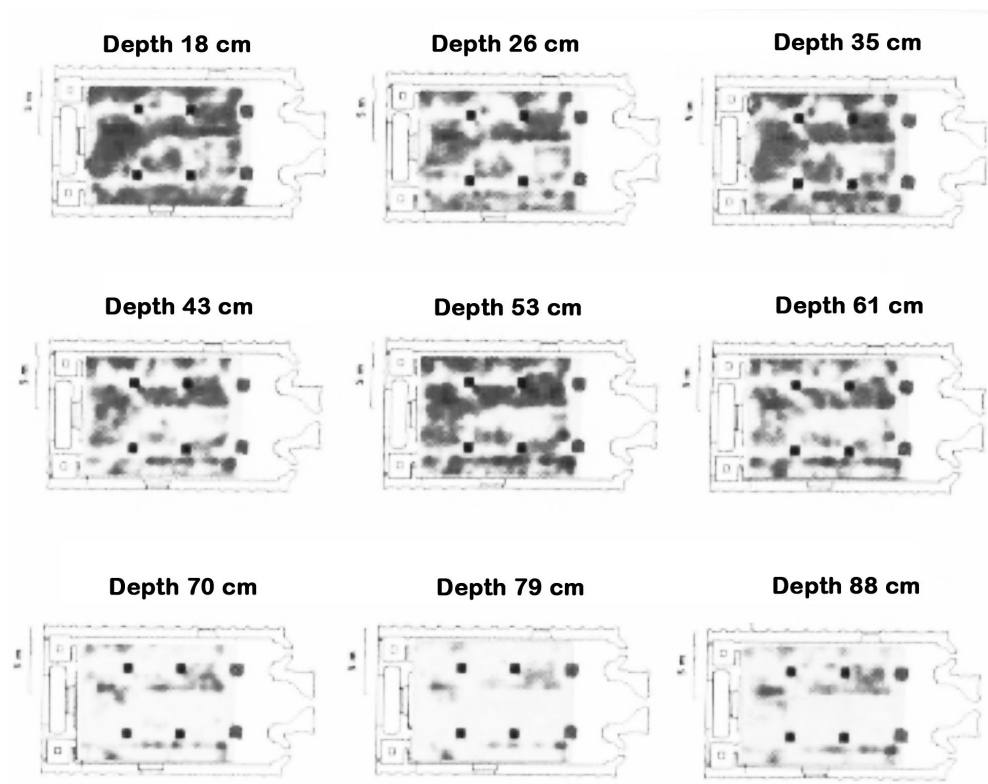 Depth 18 cm
Depth 26 cm
Depth 35 cm
Depth 43 cm
Depth 53 cm
Depth 61 cm
Depth 70 cm
Depth 79 cm
Depth 88 cm